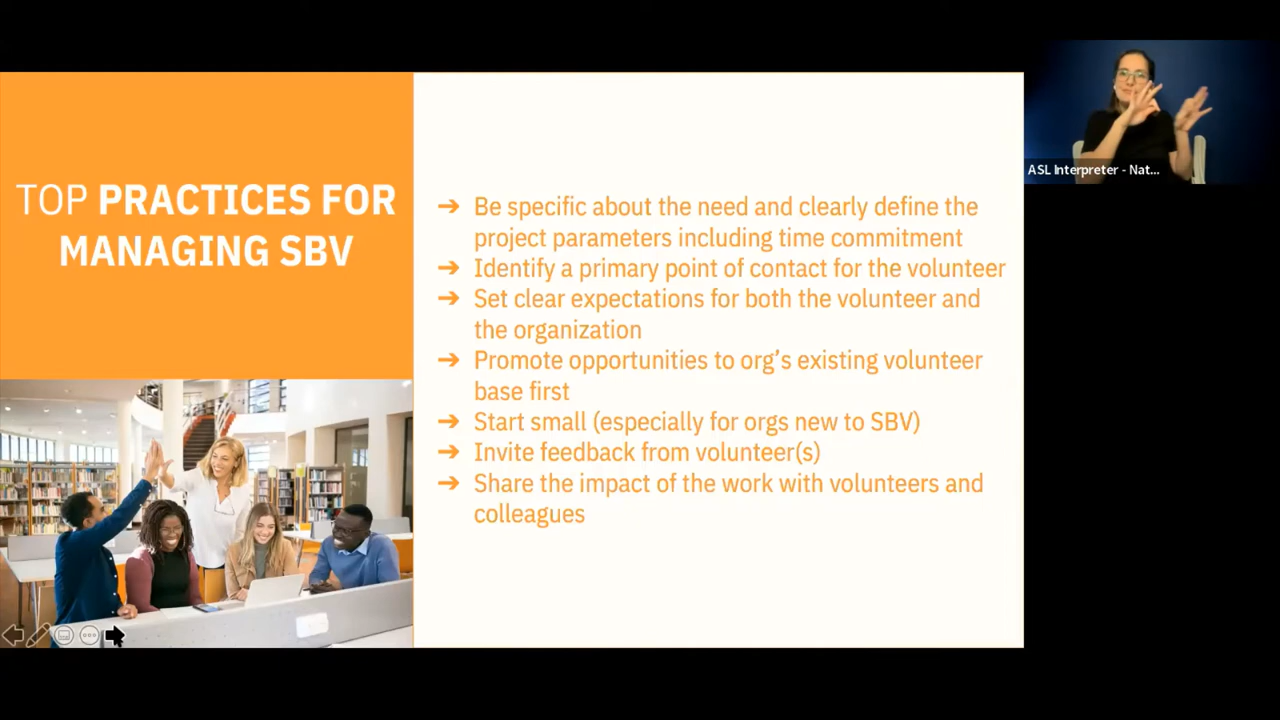 TOP PRACTICES FOR
MANAGING SBV
➔ Be specific about the need and clearly define the
project parameters including time commitment
➔ Identify a primary point of contact for the volunteer
➔ Set clear expectations for both the volunteer and
the organization
➔ Promote opportunities to org’s existing volunteer
base first
➔ Start small (especially for orgs new to SBV)
➔ Invite feedback from volunteer(s)
➔ Share the impact of the work with volunteers and
colleagues
ASL Interpreter - Nat...